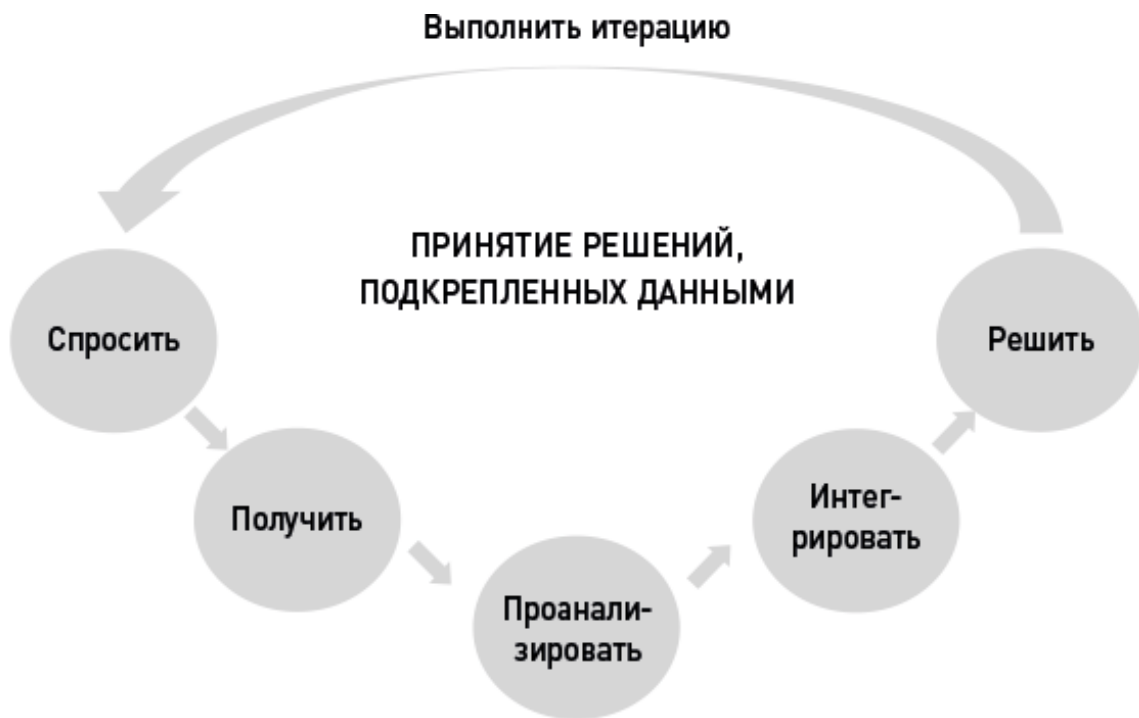 Выполнить итерацию
ПРИНЯТИЕ РЕШЕНИЙ,
ПОДКРЕПЛЕННЫХ ДАННЫМИ
Спросить
Получить
Проанали-
зировать
Интег-
рировать
Решить